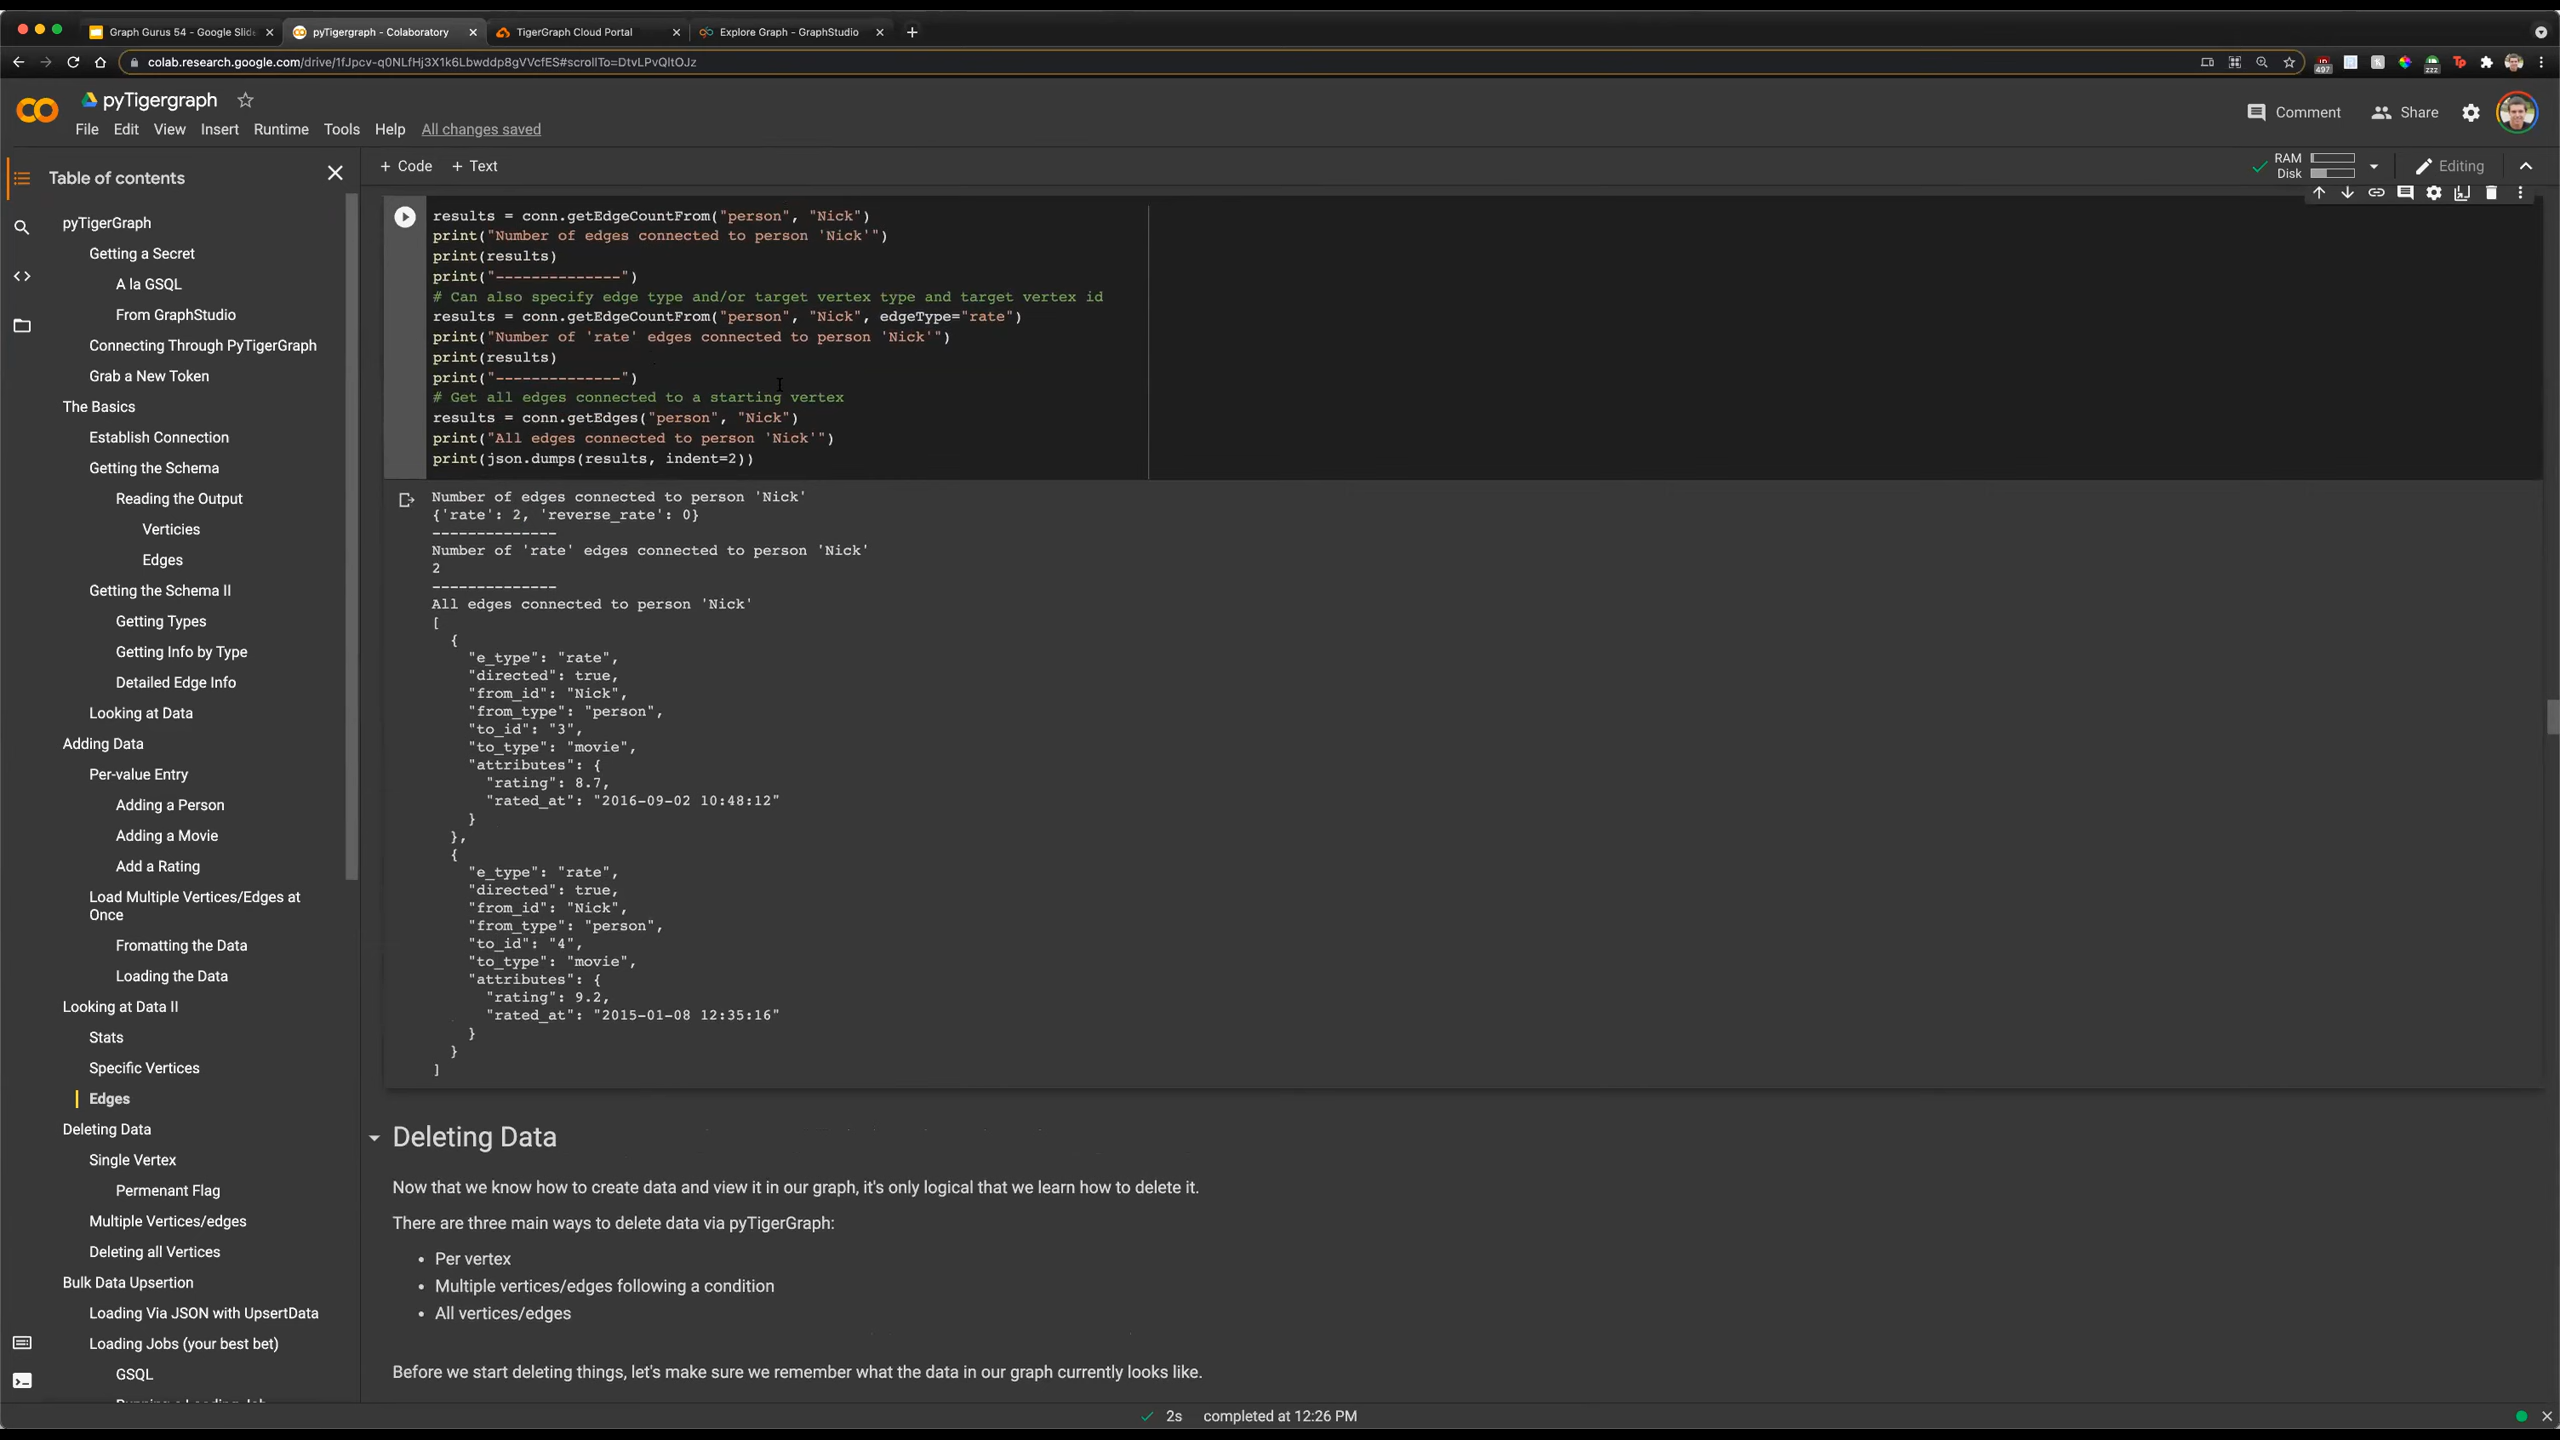 Graph Gurus 54 - Google Slide
pyTigergraph - Colaboratory
TigerGraph Cloud Portal
Explore Graph - GraphStudio
colab.research.google.com/drive/1fJpcv-q0NLfHj3X1k6Lbwddp8gVVcfES#scrollTo=DtvLPvQltOJz
pyTigergraph
File Edit View Insert Runtime Tools Help All changes saved
Comment Share
+ Code + Text
RAM
Disk
Editing
Table of contents
pyTigerGraph
Getting a Secret
A la GSQL
From GraphStudio
Connecting Through PyTigerGraph
Grab a New Token
The Basics
Establish Connection
Getting the Schema
Reading the Output
Verticies
Edges
Getting the Schema II
Getting Types
Getting Info by Type
Detailed Edge Info
Looking at Data
Adding Data
Per-value Entry
Adding a Person
Adding a Movie
Add a Rating
Load Multiple Vertices/Edges at
Once
Fromatting the Data
Loading the Data
Looking at Data II
Stats
Specific Vertices
Edges
Deleting Data
Single Vertex
Permenant Flag
Multiple Vertices/edges
Deleting all Vertices
Bulk Data Upsertion
Loading Via JSON with UpsertData
Loading Jobs (your best bet)
GSQL
results = conn.getEdgeCountFrom("person", "Nick")
print("Number of edges connected to person 'Nick'")
print(results)
print("--------------")
# Can also specify edge type and/or target vertex type and target vertex id
results = conn.getEdgeCountFrom("person", "Nick", edgeType="rate")
print("Number of 'rate' edges connected to person 'Nick'")
print(results)
print("--------------")
# Get all edges connected to a starting vertex
results = conn.getEdges("person", "Nick")
print("All edges connected to person 'Nick'")
print(json.dumps(results, indent=2))
Number of edges connected to person 'Nick'
{'rate': 2, 'reverse_rate': 0}
--------------
Number of 'rate' edges connected to person 'Nick'
2
--------------
All edges connected to person 'Nick'
[
{
"e_type": "rate",
"directed": true,
"from_id": "Nick",
"from_type": "person",
"to_id": "3",
"to_type": "movie",
"attributes": {
"rating": 8.7,
"rated_at": "2016-09-02 10:48:12"
}
},
{
"e_type": "rate",
"directed": true,
"from_id": "Nick",
"from_type": "person",
"to_id": "4",
"to_type": "movie",
"attributes": {
"rating": 9.2,
"rated_at": "2015-01-08 12:35:16"
}
}
]
Deleting Data
Now that we know how to create data and view it in our graph, it's only logical that we learn how to delete it.
There are three main ways to delete data via pyTigerGraph:
• Per vertex
• Multiple vertices/edges following a condition
• All vertices/edges
Before we start deleting things, let's make sure we remember what the data in our graph currently looks like.
2s completed at 12:26 PM